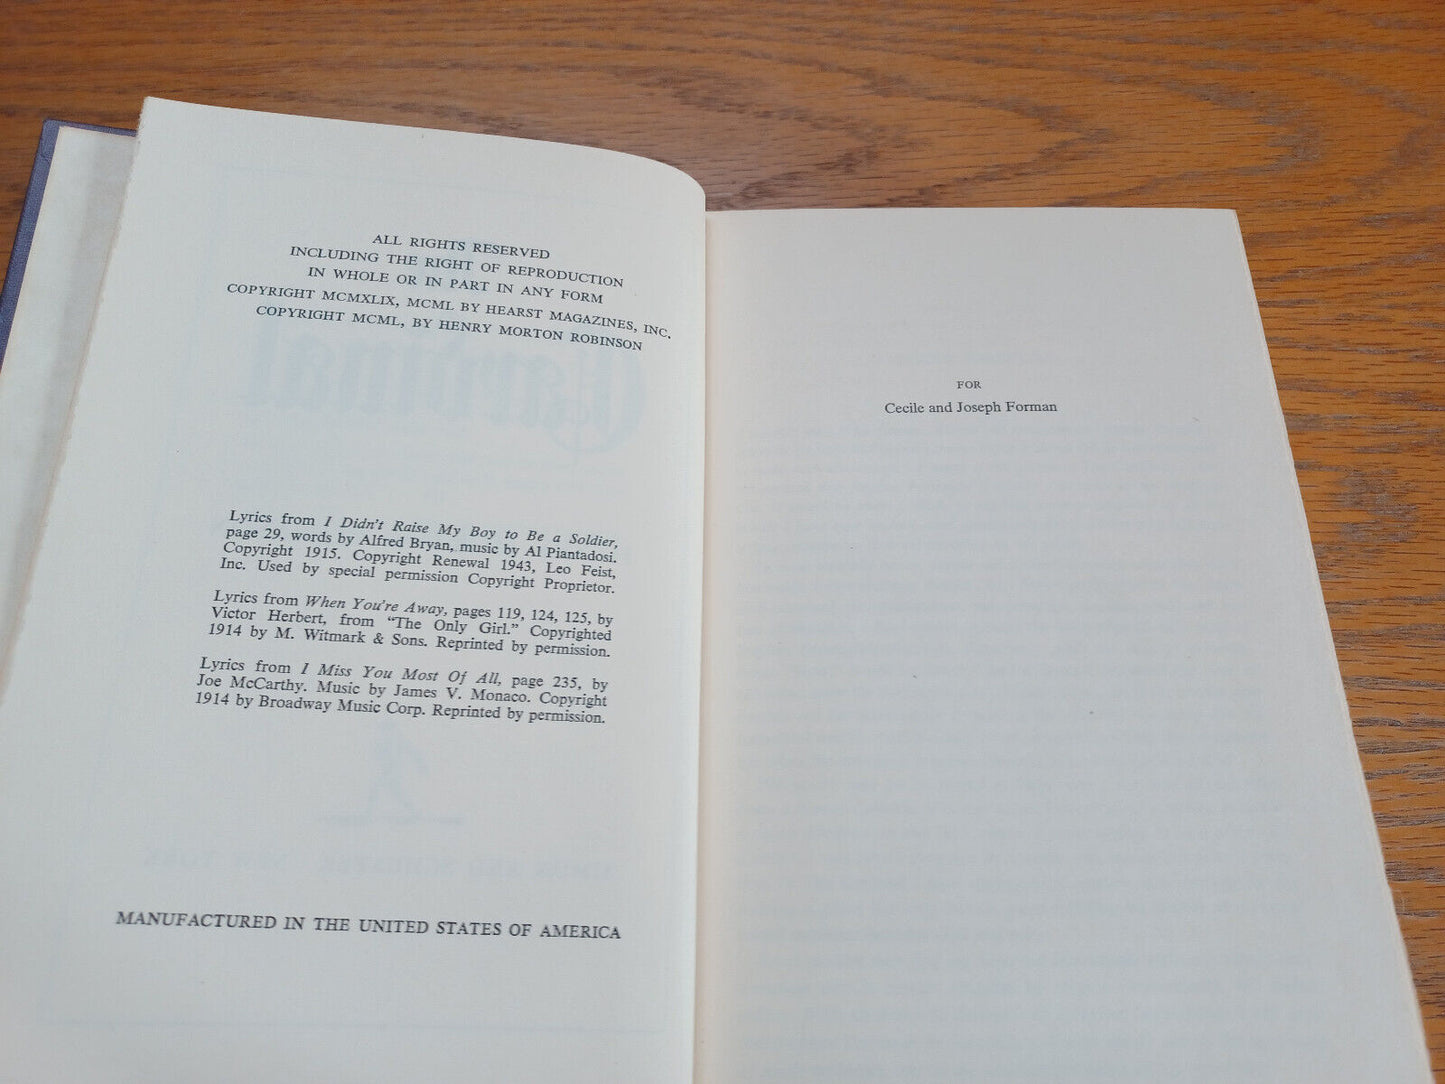 ALL RIGHTS RESERVED
INCLUDING THE RIGHT OF REPRODUCTION
IN WHOLE OR IN PART IN ANY FORM
COPYRIGHT MCMXLIX, MCML BY HEARST MAGAZINES, INC.
COPYRIGHT MCML, BY HENRY MORTON ROBINSON
Lyrics from I Didn't Raise My Boy to Be a Soldier,
page 29, words by Alfred Bryan, music by Al Piantadosi.
Copyright 1915. Copyright Renewal 1943, Leo Feist,
Inc. Used by special permission Copyright Proprietor.
Lyrics from When You're Away, pages 119, 124, 125, by
Victor Herbert, from “The Only Girl.” Copyrighted
1914 by M. Witmark & Sons. Reprinted by permission.
Lyrics from I Miss You Most Of All, page 235, by
Joe McCarthy. Music by James V. Monaco. Copyright
1914 by Broadway Music Corp. Reprinted by permission.
MANUFACTURED IN THE UNITED STATES OF AMERICA
FOR
Cecile and Joseph Forman